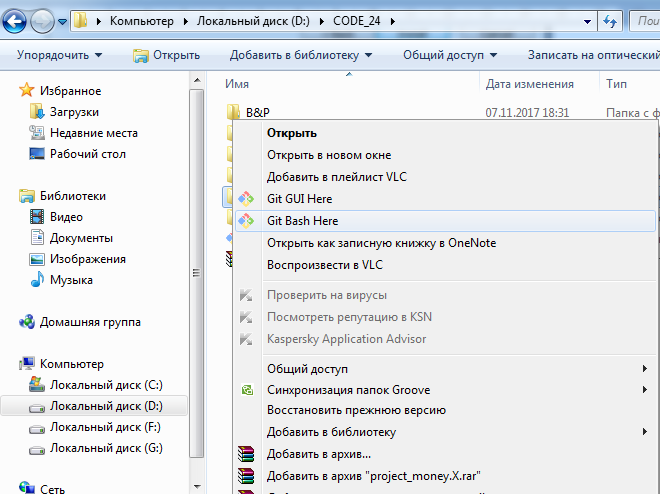 Компьютер ▸ Локальный диск (D:) ▸ CODE_24 ▸
Упорядочить Открыть Добавить в библиотеку Общий доступ Записать на оптический
Имя Дата изменения Тип
Избранное
Загрузки
Недавние места
Рабочий стол
Библиотеки
Видео
Документы
Изображения
Музыка
Домашняя группа
Компьютер
Локальный диск (C:)
Локальный диск (D:)
Локальный диск (F:)
Локальный диск (G:)
Сеть
B&P 07.11.2017 18:31 Папка с ф
Открыть
Открыть в новом окне
Добавить в плейлист VLC
Git GUI Here
Git Bash Here
Открыть как записную книжку в OneNote
Воспроизвести в VLC
Проверить на вирусы
Посмотреть репутацию в KSN
Kaspersky Application Advisor
Общий доступ
Синхронизация папок Groove
Восстановить прежнюю версию
Добавить в библиотеку
Добавить в архив...
Добавить в архив "project_money.X.rar"